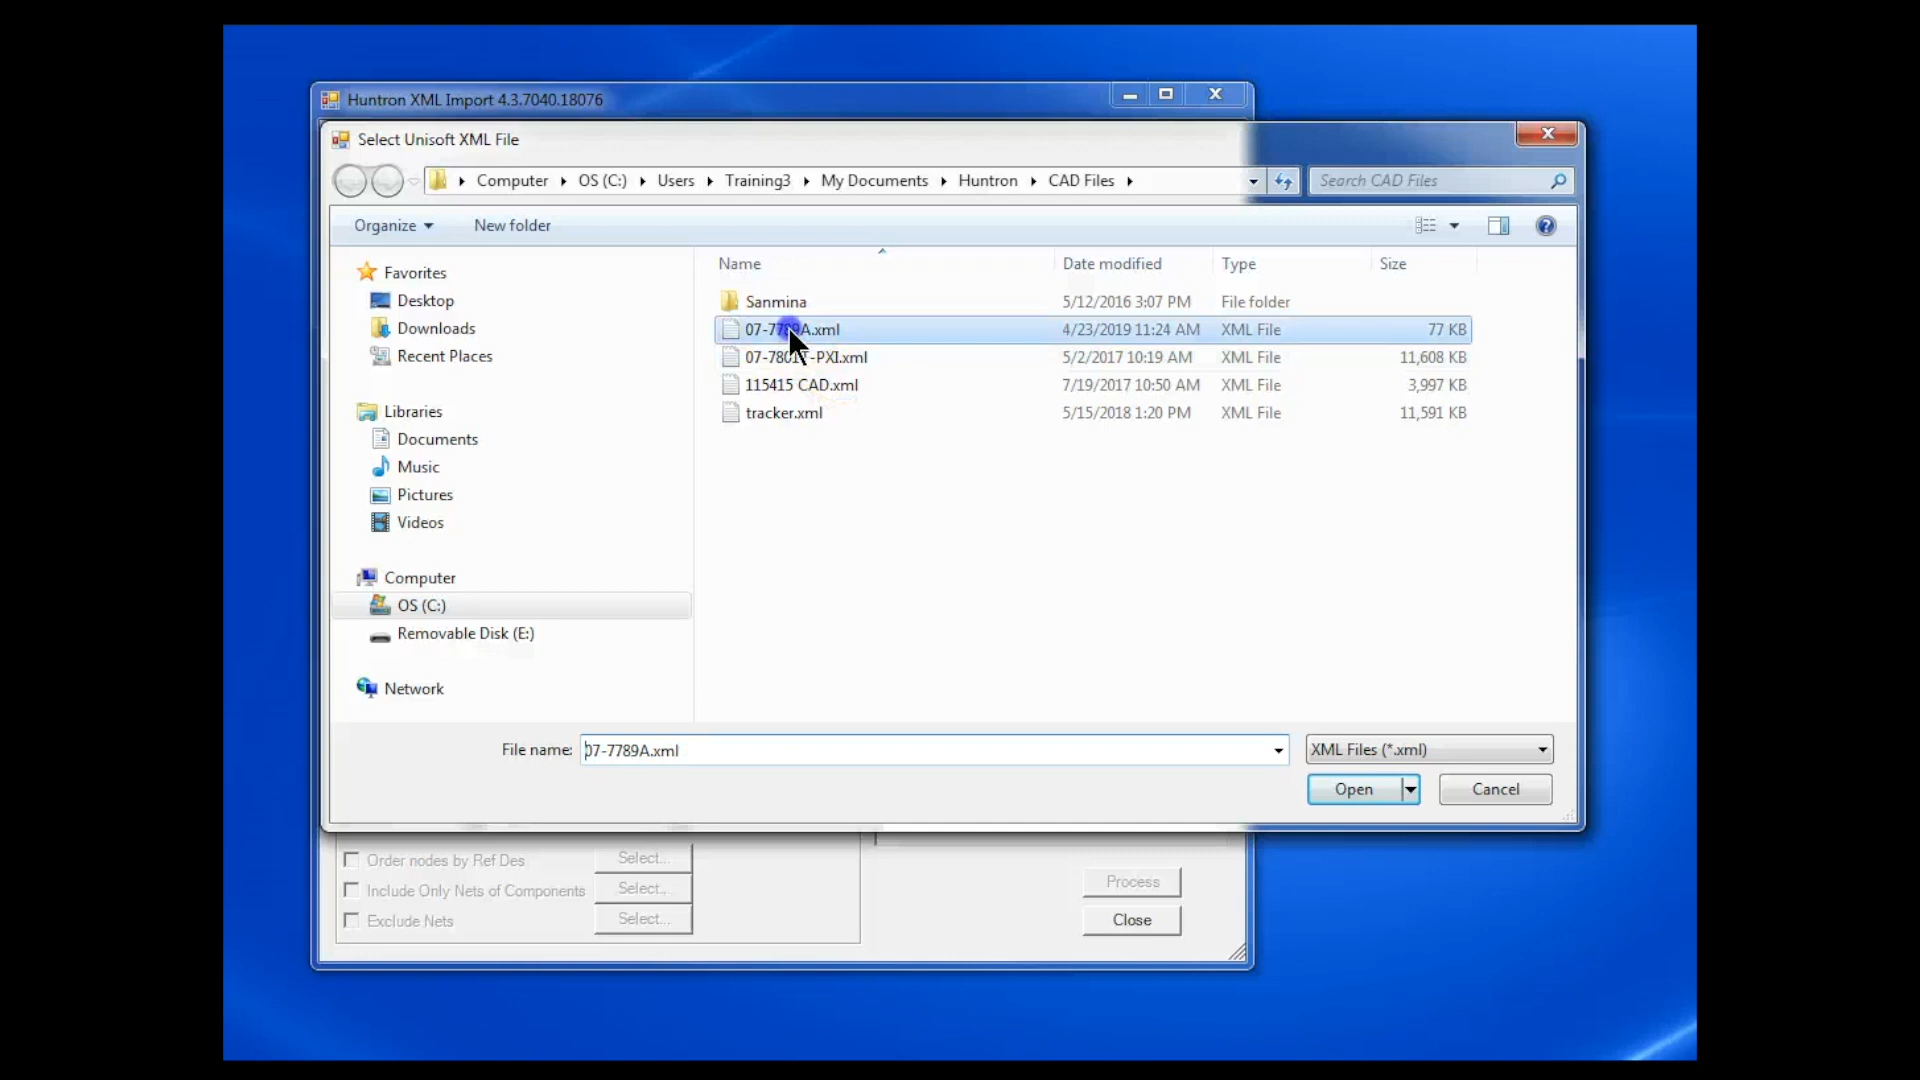 Huntron XML Import 4.3.7040.18076
Select Unisoft XML File
Computer OS (C:) Users Training3 My Documents Huntron CAD Files
Search CAD Files
Organize New folder
Name Date modified Type Size
Favorites
Desktop
Downloads
Recent Places
Libraries
Documents
Music
Pictures
Videos
Computer
OS (C:)
Removable Disk (E:)
Network
Sanmina 5/12/2016 3:07 PM File folder
07-7789A.xml 4/23/2019 11:24 AM XML File 77 KB
07-7801T-PXI.xml 5/2/2017 10:19 AM XML File 11,608 KB
115415 CAD.xml 7/19/2017 10:50 AM XML File 3,997 KB
tracker.xml 5/15/2018 1:20 PM XML File 11,591 KB
File name: 07-7789A.xml XML Files (*.xml)
Open Cancel
Order nodes by Ref Des Select...
Include Only Nets of Components Select...
Exclude Nets Select...
Process
Close